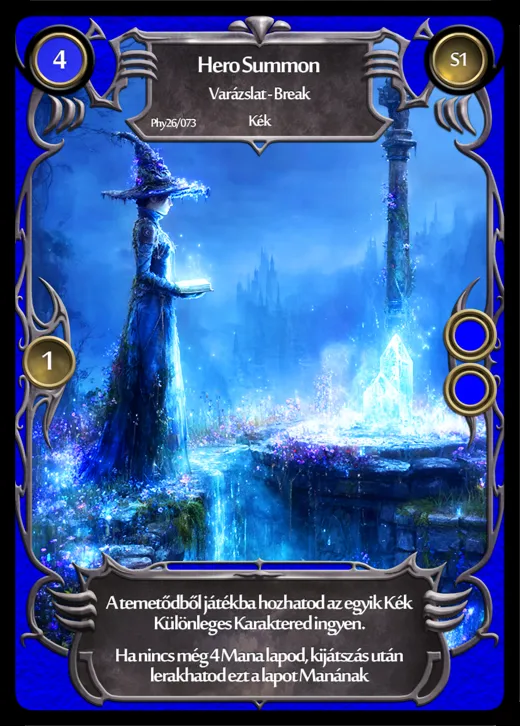 4
Hero Summon
S1
Varázslat - Break
Phy26/073
Kék
1
A temetődből játékba hozhatod az egyik Kék
Különleges Karaktered ingyen.
Ha nincs még 4 Mana lapod, kijátszás után
lerakhatod ezt a lapot Manának